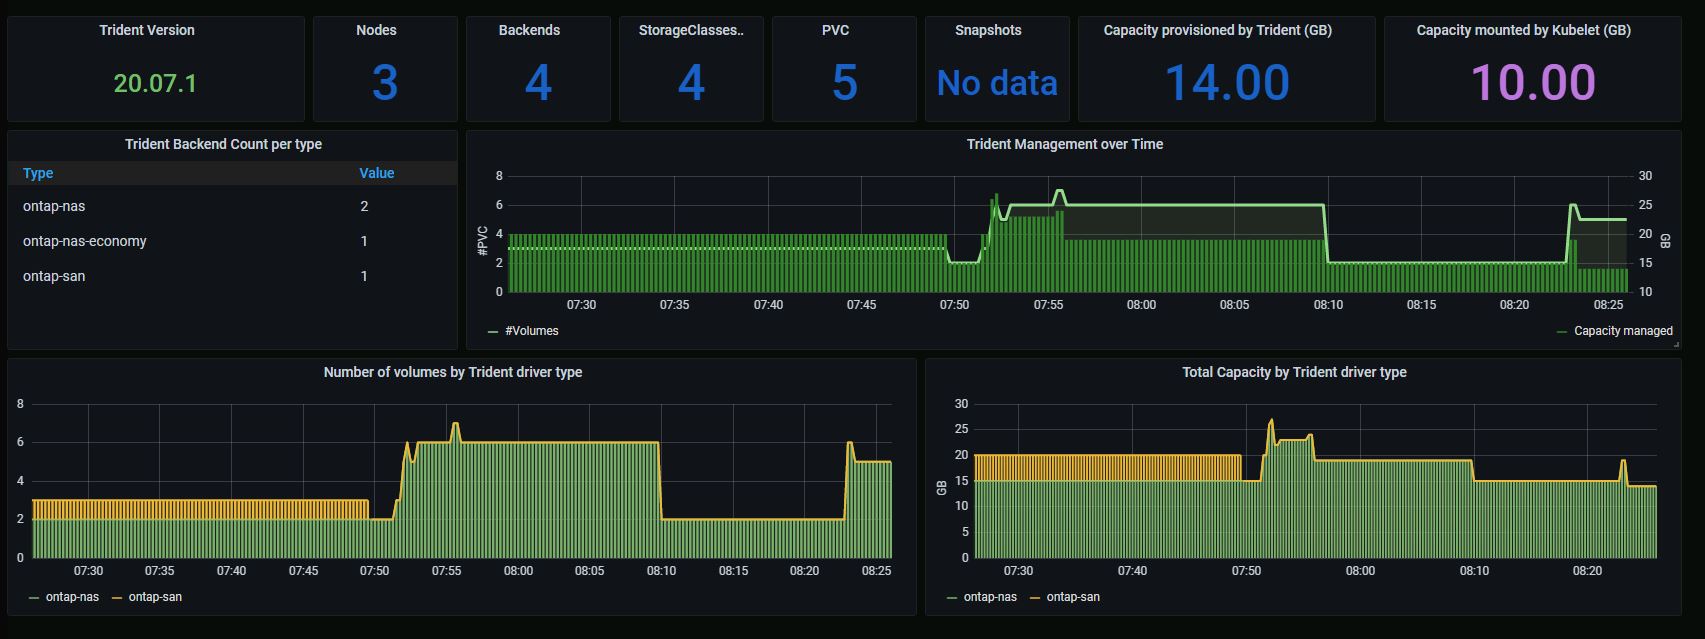 Trident Version
20.07.1
Nodes
3
Backends
4
StorageClasses..
4
PVC
5
Snapshots
No data
Capacity provisioned by Trident (GB)
14.00
Capacity mounted by Kubelet (GB)
10.00
Trident Backend Count per type
Type Value
ontap-nas 2
ontap-nas-economy 1
ontap-san 1
Trident Management over Time
8 30
6 25
4 20
2 15
0 10
#PVC
GB
07:30 07:35 07:40 07:45 07:50 07:55 08:00 08:05 08:10 08:15 08:20 08:25
#Volumes Capacity managed
Number of volumes by Trident driver type
8
6
4
2
0
07:30 07:35 07:40 07:45 07:50 07:55 08:00 08:05 08:10 08:15 08:20 08:25
ontap-nas ontap-san
Total Capacity by Trident driver type
30
25
20
15
10
5
0
GB
07:30 07:40 07:50 08:00 08:10 08:20
ontap-nas ontap-san